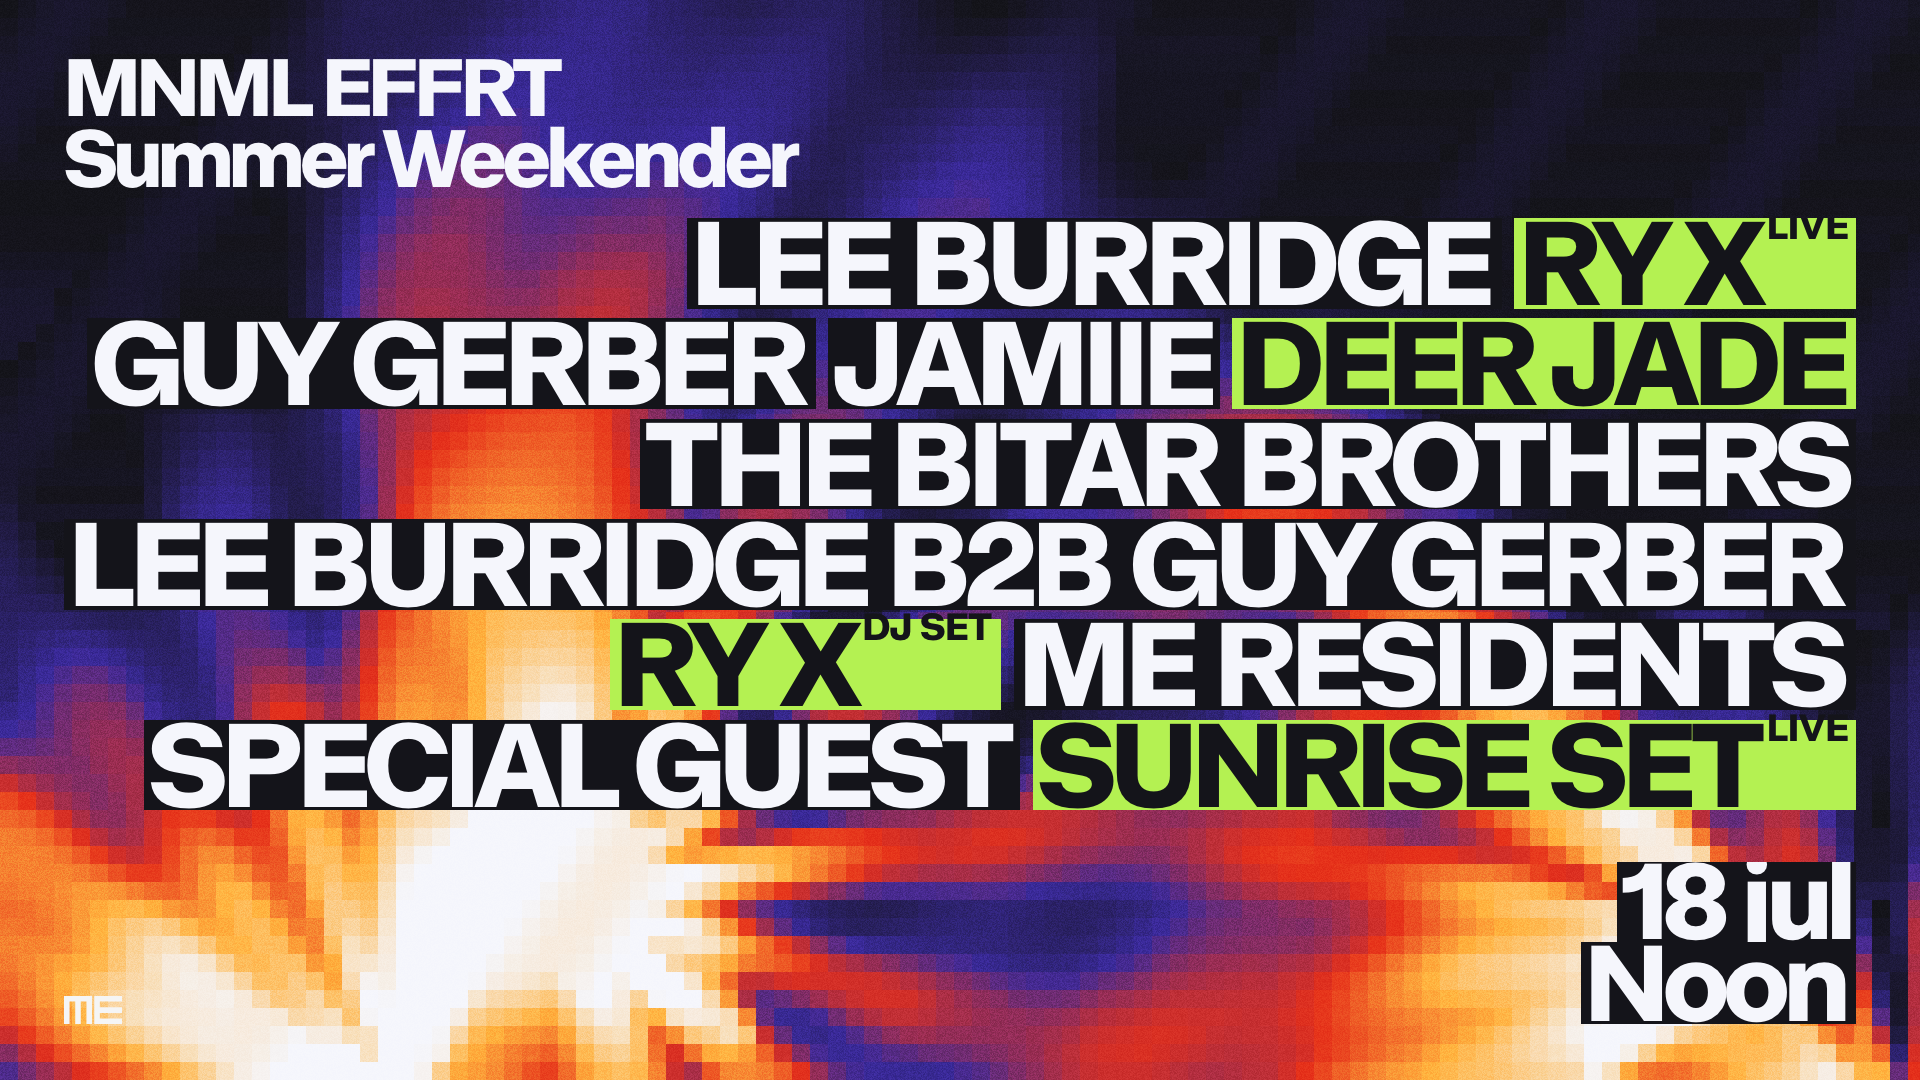 MNML EFFRT
Summer Weekender
LEE BURRIDGE RY X LIVE
GUY GERBER JAMIIE DEER JADE
THE BITAR BROTHERS
LEE BURRIDGE B2B GUY GERBER
RY X DJ SET ME RESIDENTS
SPECIAL GUEST SUNRISE SET LIVE
18 iul
Noon
ME